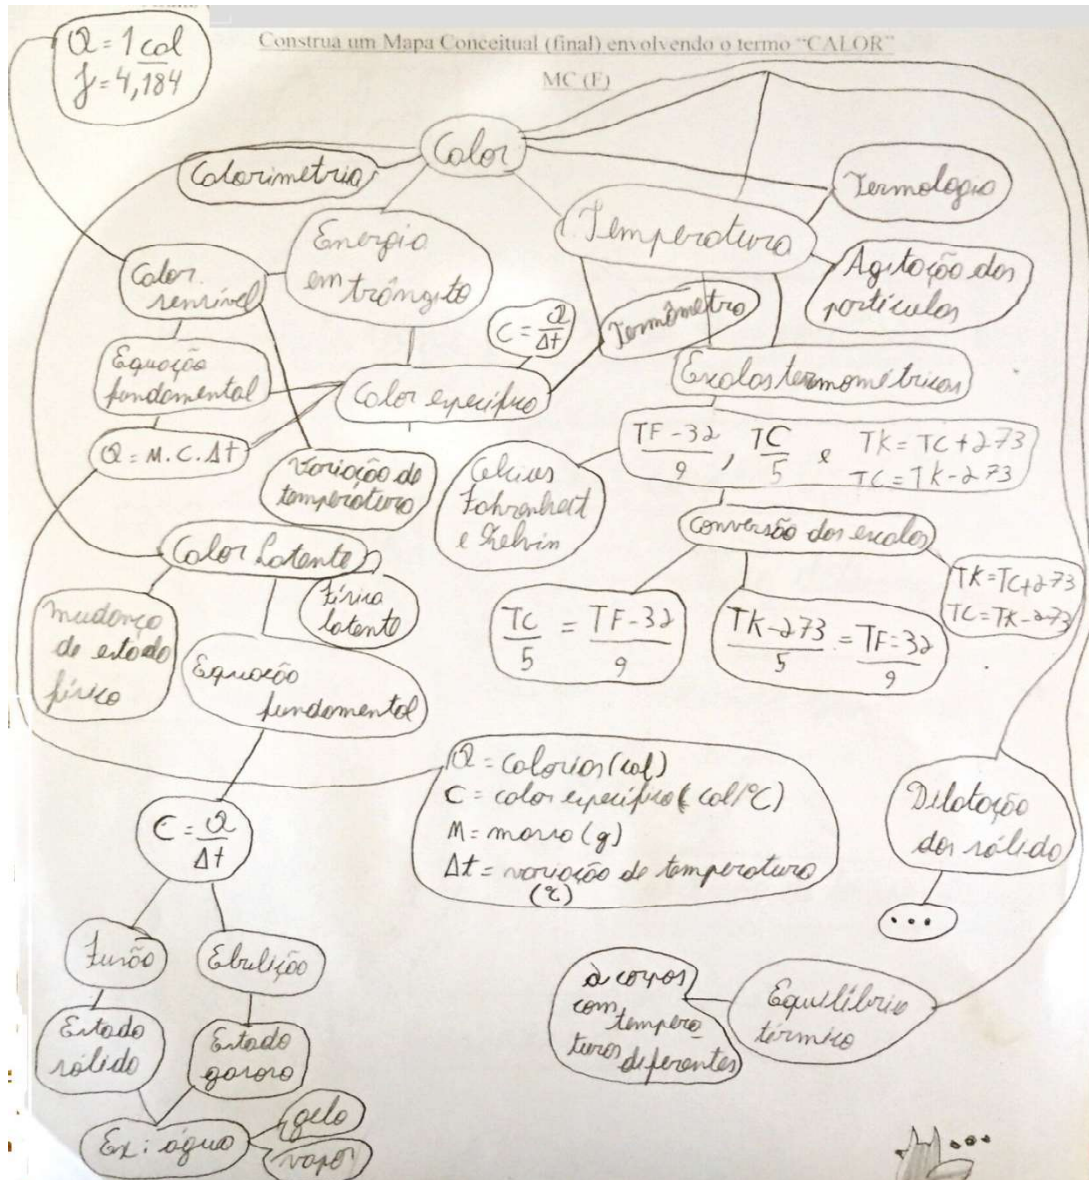 Construa um Mapa Conceitual (final) envolvendo o termo "CALOR"
MC (F)
Q = 1 cal
J = 4,184
Calor
Calorimetria
Termologia
Energia
em trânsito
Temperatura
Agitação das
partículas
Calor
sensível
C = Q
Δt
Termômetro
Equação
fundamental
Calor específico
Escalas termométricas
Q = M. C. Δt
Variação de
temperatura
Celcius
Fahrenheit
e Kelvin
TF-32, TC e TK = TC + 273
9 5 TC = TK - 273
Conversão das escalas
Calor Latente
Mudança
de estado
físico
Equação
fundamental
TC = TF-32
5 9
TK-273 = TF-32
5 9
TK = TC+273
TC = TK-273
Q = calorias (cal)
C = calor específico (cal/°C)
M = massa (g)
Δt = variação de temperatura
(°C)
Dilatação
dos sólido
...
C = Q
Δt
Fusão
Ebulição
Estado
sólido
Estado
gasoso
Ex: água
gelo
vapor
Equilíbrio
térmico
com
tempera
turas diferentes